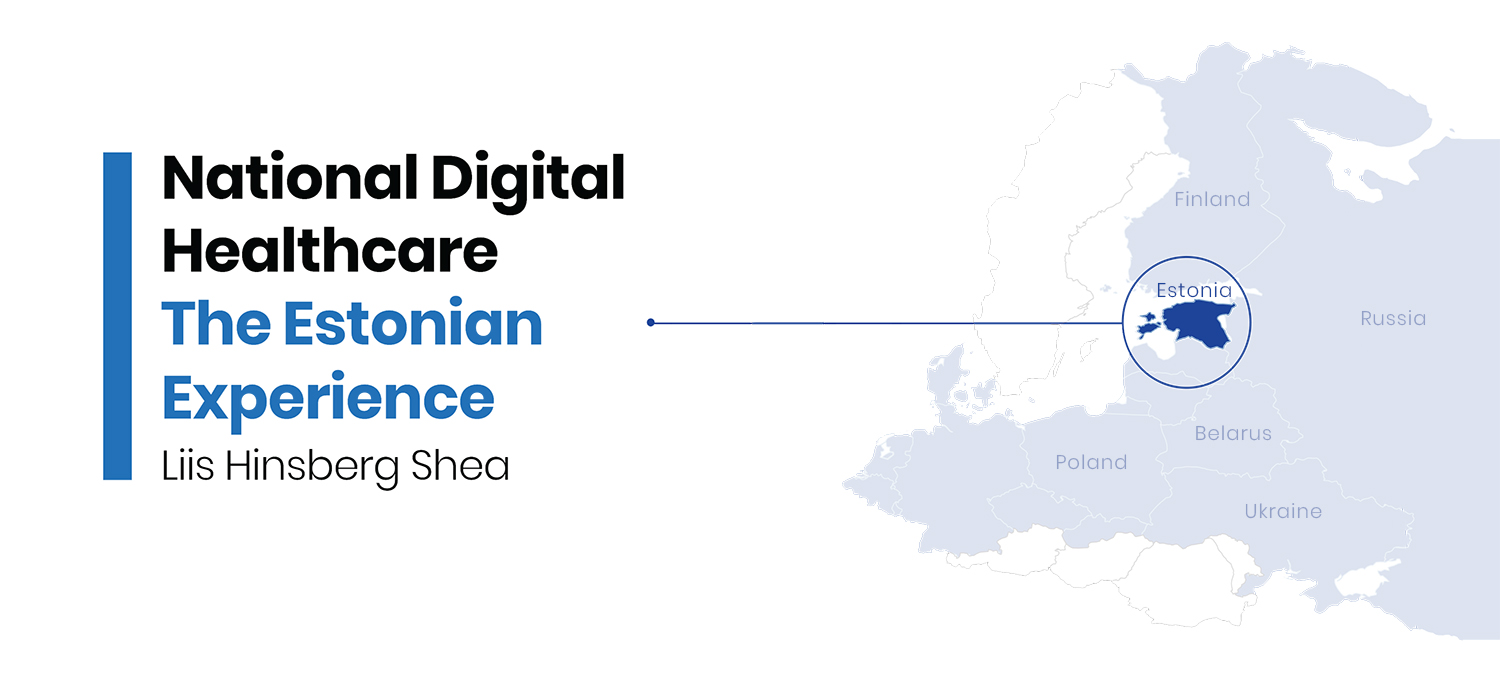 National Digital
Healthcare
The Estonian
Experience
Liis Hinsberg Shea
Finland
Estonia
Russia
Belarus
Poland
Ukraine